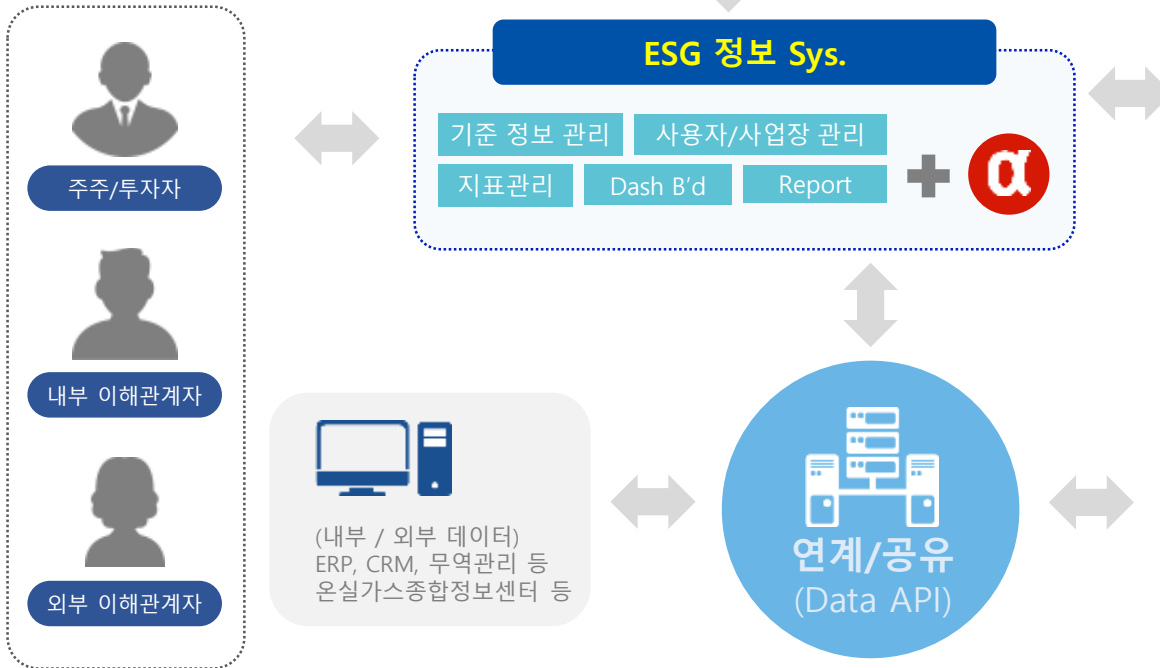 ESG 정보 Sys.
기준 정보 관리
사용자/사업장 관리
지표관리
Dash B’d
Report
α
주주/투자자
내부 이해관계자
외부 이해관계자
(내부 / 외부 데이터)
ERP, CRM, 무역관리 등
온실가스종합정보센터 등
연계/공유
(Data API)